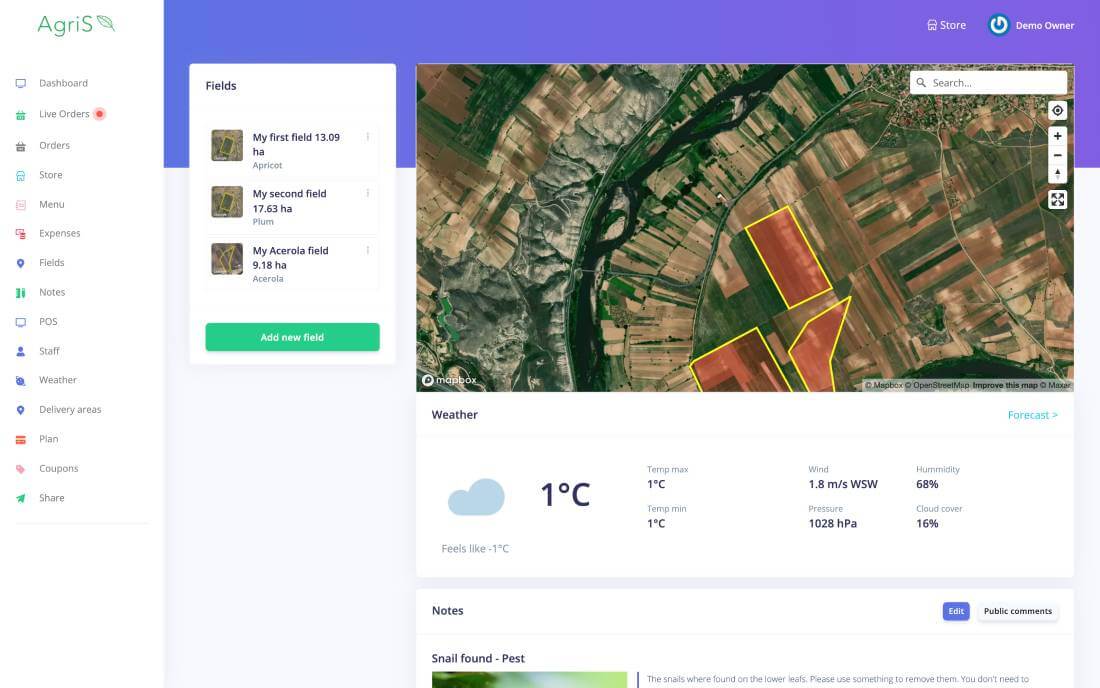 AgriS
Store
Demo Owner
Dashboard
Live Orders
Orders
Store
Menu
Expenses
Fields
Notes
POS
Staff
Weather
Delivery areas
Plan
Coupons
Share
Fields
My first field 13.09
ha
Apricot
My second field
17.63 ha
Plum
My Acerola field
9.18 ha
Acerola
Add new field
Search...
mapbox
© Mapbox © OpenStreetMap Improve this map © Maxar
Weather
Forecast >
1°C
Feels like -1°C
Temp max
1°C
Temp min
1°C
Wind
1.8 m/s WSW
Pressure
1028 hPa
Hummidity
68%
Cloud cover
16%
Notes
Edit
Public comments
Snail found - Pest
The snails where found on the lower leafs. Please use something to remove them. You don't need to